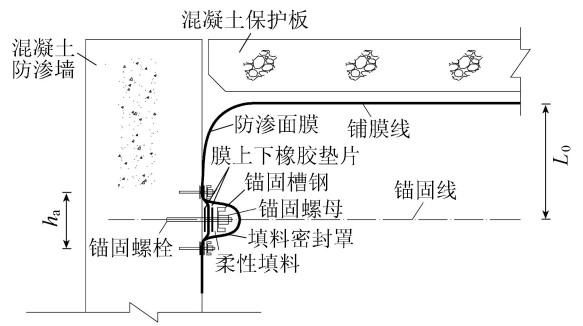 混凝土保护板
混凝土
防渗墙
防渗面膜
铺膜线
膜上下橡胶垫片
锚固槽钢
锚固线
锚固螺母
锚固螺栓
填料密封罩
柔性填料
hₐ
L₀